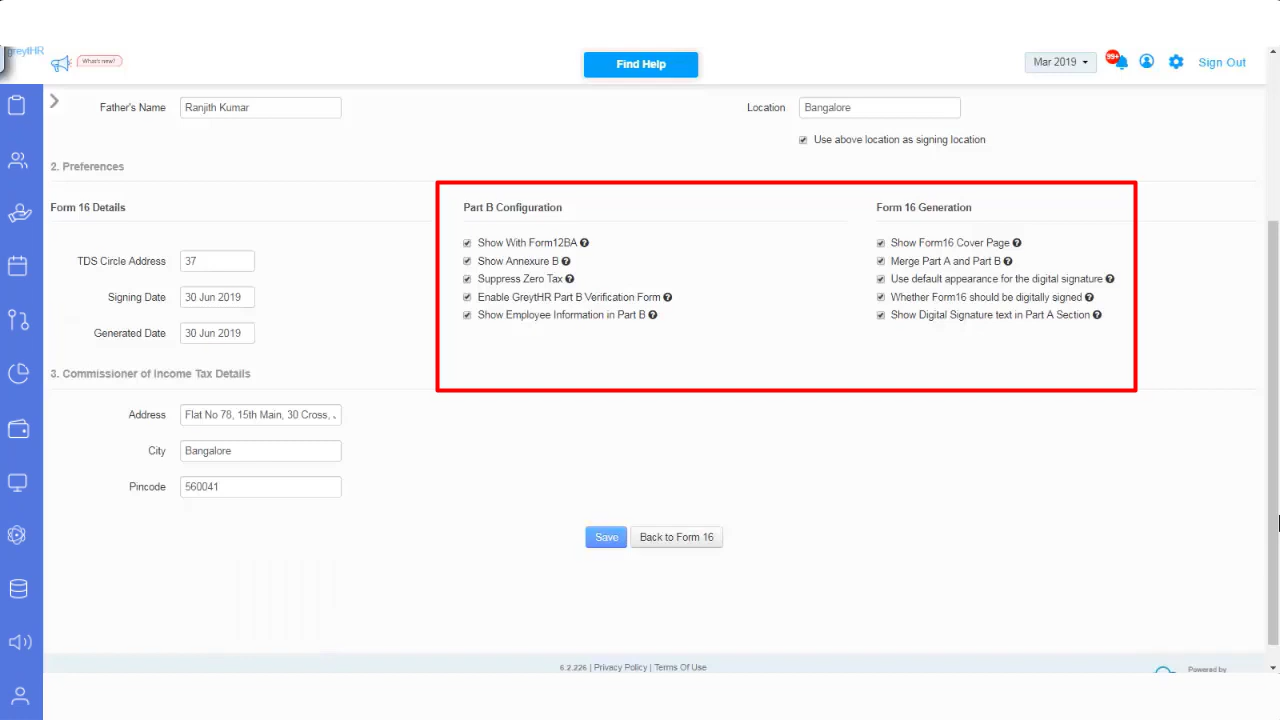 greytHR
What's new!
Find Help
Mar 2019
99+
Sign Out
Father's Name
Ranjith Kumar
Location
Bangalore
Use above location as signing location
2. Preferences
Form 16 Details
Part B Configuration
Form 16 Generation
TDS Circle Address
37
Signing Date
30 Jun 2019
Generated Date
30 Jun 2019
Show With Form12BA
Show Annexure B
Suppress Zero Tax
Enable GreytHR Part B Verification Form
Show Employee Information in Part B
Show Form16 Cover Page
Merge Part A and Part B
Use default appearance for the digital signature
Whether Form16 should be digitally signed
Show Digital Signature text in Part A Section
3. Commissioner of Income Tax Details
Address
Flat No 78, 15th Main, 30 Cross,
City
Bangalore
Pincode
560041
Save
Back to Form 16
6.2.226 | Privacy Policy | Terms Of Use
Powered by